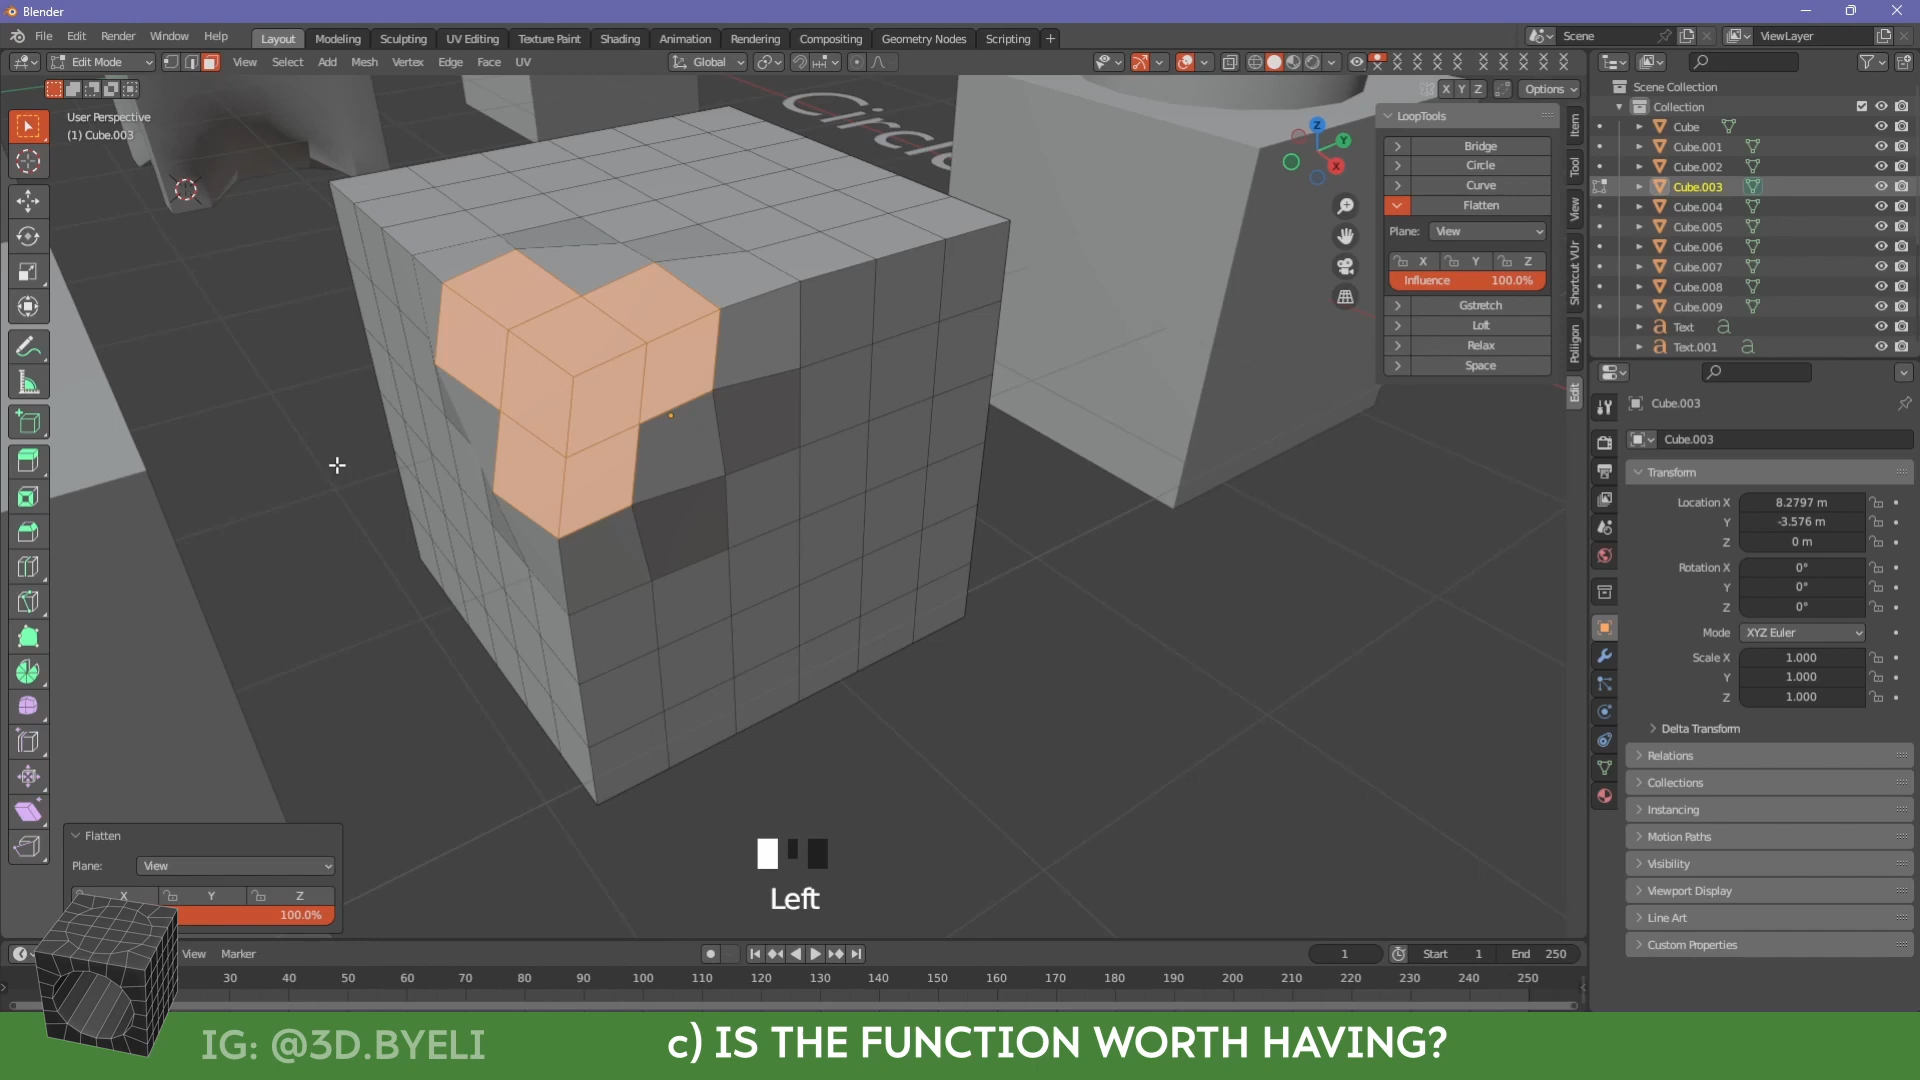 Blender
File Edit Render Window Help Layout Modeling Sculpting UV Editing Texture Paint Shading Animation Rendering Compositing Geometry Nodes Scripting + Scene ViewLayer
Edit Mode View Select Add Mesh Vertex Edge Face UV Global
X Y Z Options
User Perspective
(1) Cube.003
Circle
Z
Y
X
LoopTools
Bridge
Circle
Curve
Flatten
Plane: View
X Y Z
Influence 100.0%
Gstretch
Loft
Relax
Space
Item
Tool
View
Shortcut VUr
Poliigon
Edit
Scene Collection
Collection
Cube
Cube.001
Cube.002
Cube.003
Cube.004
Cube.005
Cube.006
Cube.007
Cube.008
Cube.009
Text
Text.001
Cube.003
Cube.003
Transform
Location X 8.2797 m
Y -3.576 m
Z 0 m
Rotation X 0°
Y 0°
Z 0°
Mode XYZ Euler
Scale X 1.000
Y 1.000
Z 1.000
Delta Transform
Relations
Collections
Instancing
Motion Paths
Visibility
Viewport Display
Line Art
Custom Properties
Flatten
Plane: View
X Y Z
100.0%
Left
View Marker 1 Start 1 End 250
30 40 50 60 70 80 90 100 110 120 130 140 150 160 170 180 190 200 210 220 230 240 250
IG: @3D.BYELI c) IS THE FUNCTION WORTH HAVING?